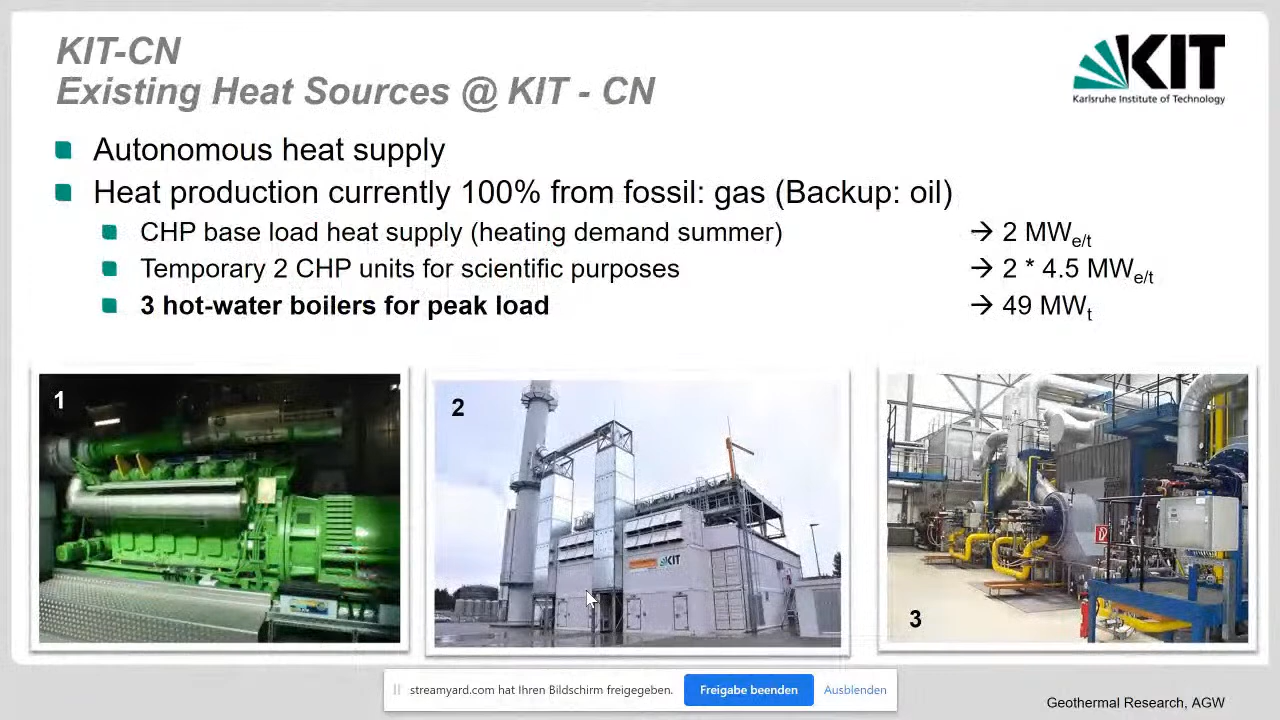 KIT-CN
Existing Heat Sources @ KIT - CN
KIT
Karlsruhe Institute of Technology
Autonomous heat supply
Heat production currently 100% from fossil: gas (Backup: oil)
CHP base load heat supply (heating demand summer) → 2 MWe/t
Temporary 2 CHP units for scientific purposes → 2 * 4.5 MWe/t
3 hot-water boilers for peak load → 49 MWt
1
2
KIT
3
streamyard.com hat Ihren Bildschirm freigegeben. Freigabe beenden Ausblenden
Geothermal Research, AGW